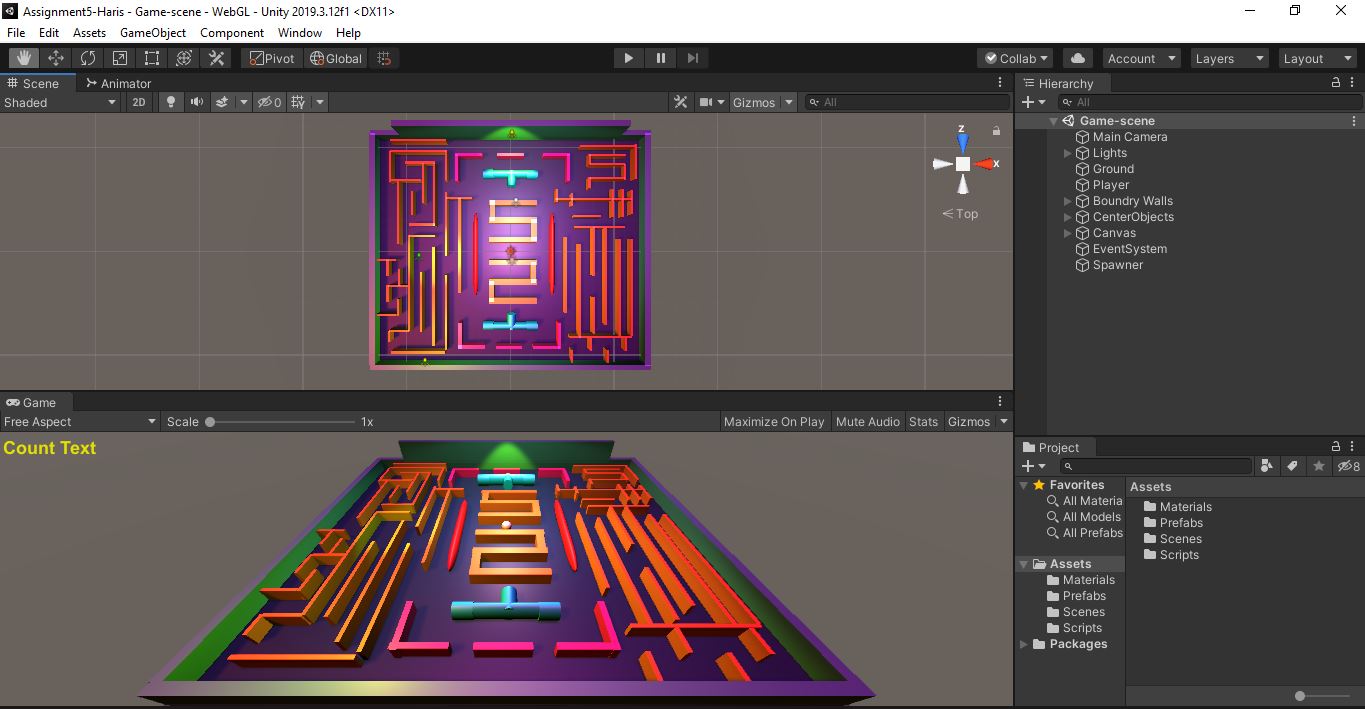 Assignment5-Haris - Game-scene - WebGL - Unity 2019.3.12f1 <DX11>
File Edit Assets GameObject Component Window Help
Pivot Global Collab Account Layers Layout
Scene Animator
Shaded 2D 0 Gizmos All
z
x
Top
Hierarchy
All
Game-scene
Main Camera
Lights
Ground
Player
Boundry Walls
CenterObjects
Canvas
EventSystem
Spawner
Game
Free Aspect Scale 1x Maximize On Play Mute Audio Stats Gizmos
Count Text
Project
8
Favorites
All Materia
All Models
All Prefabs
Assets
Materials
Prefabs
Scenes
Scripts
Packages
Assets
Materials
Prefabs
Scenes
Scripts